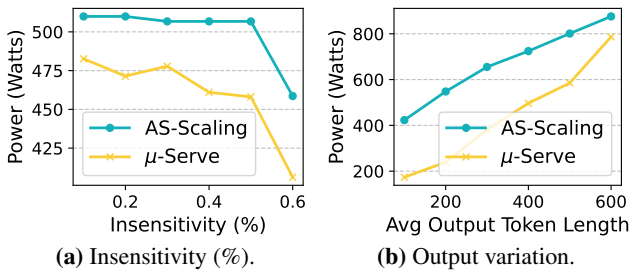 Power (Watts)
500
475
450
425
AS-Scaling
μ-Serve
0.2
0.4
0.6
Insensitivity (%)
(a) Insensitivity (%).
Power (Watts)
800
600
400
200
AS-Scaling
μ-Serve
200
400
600
Avg Output Token Length
(b) Output variation.